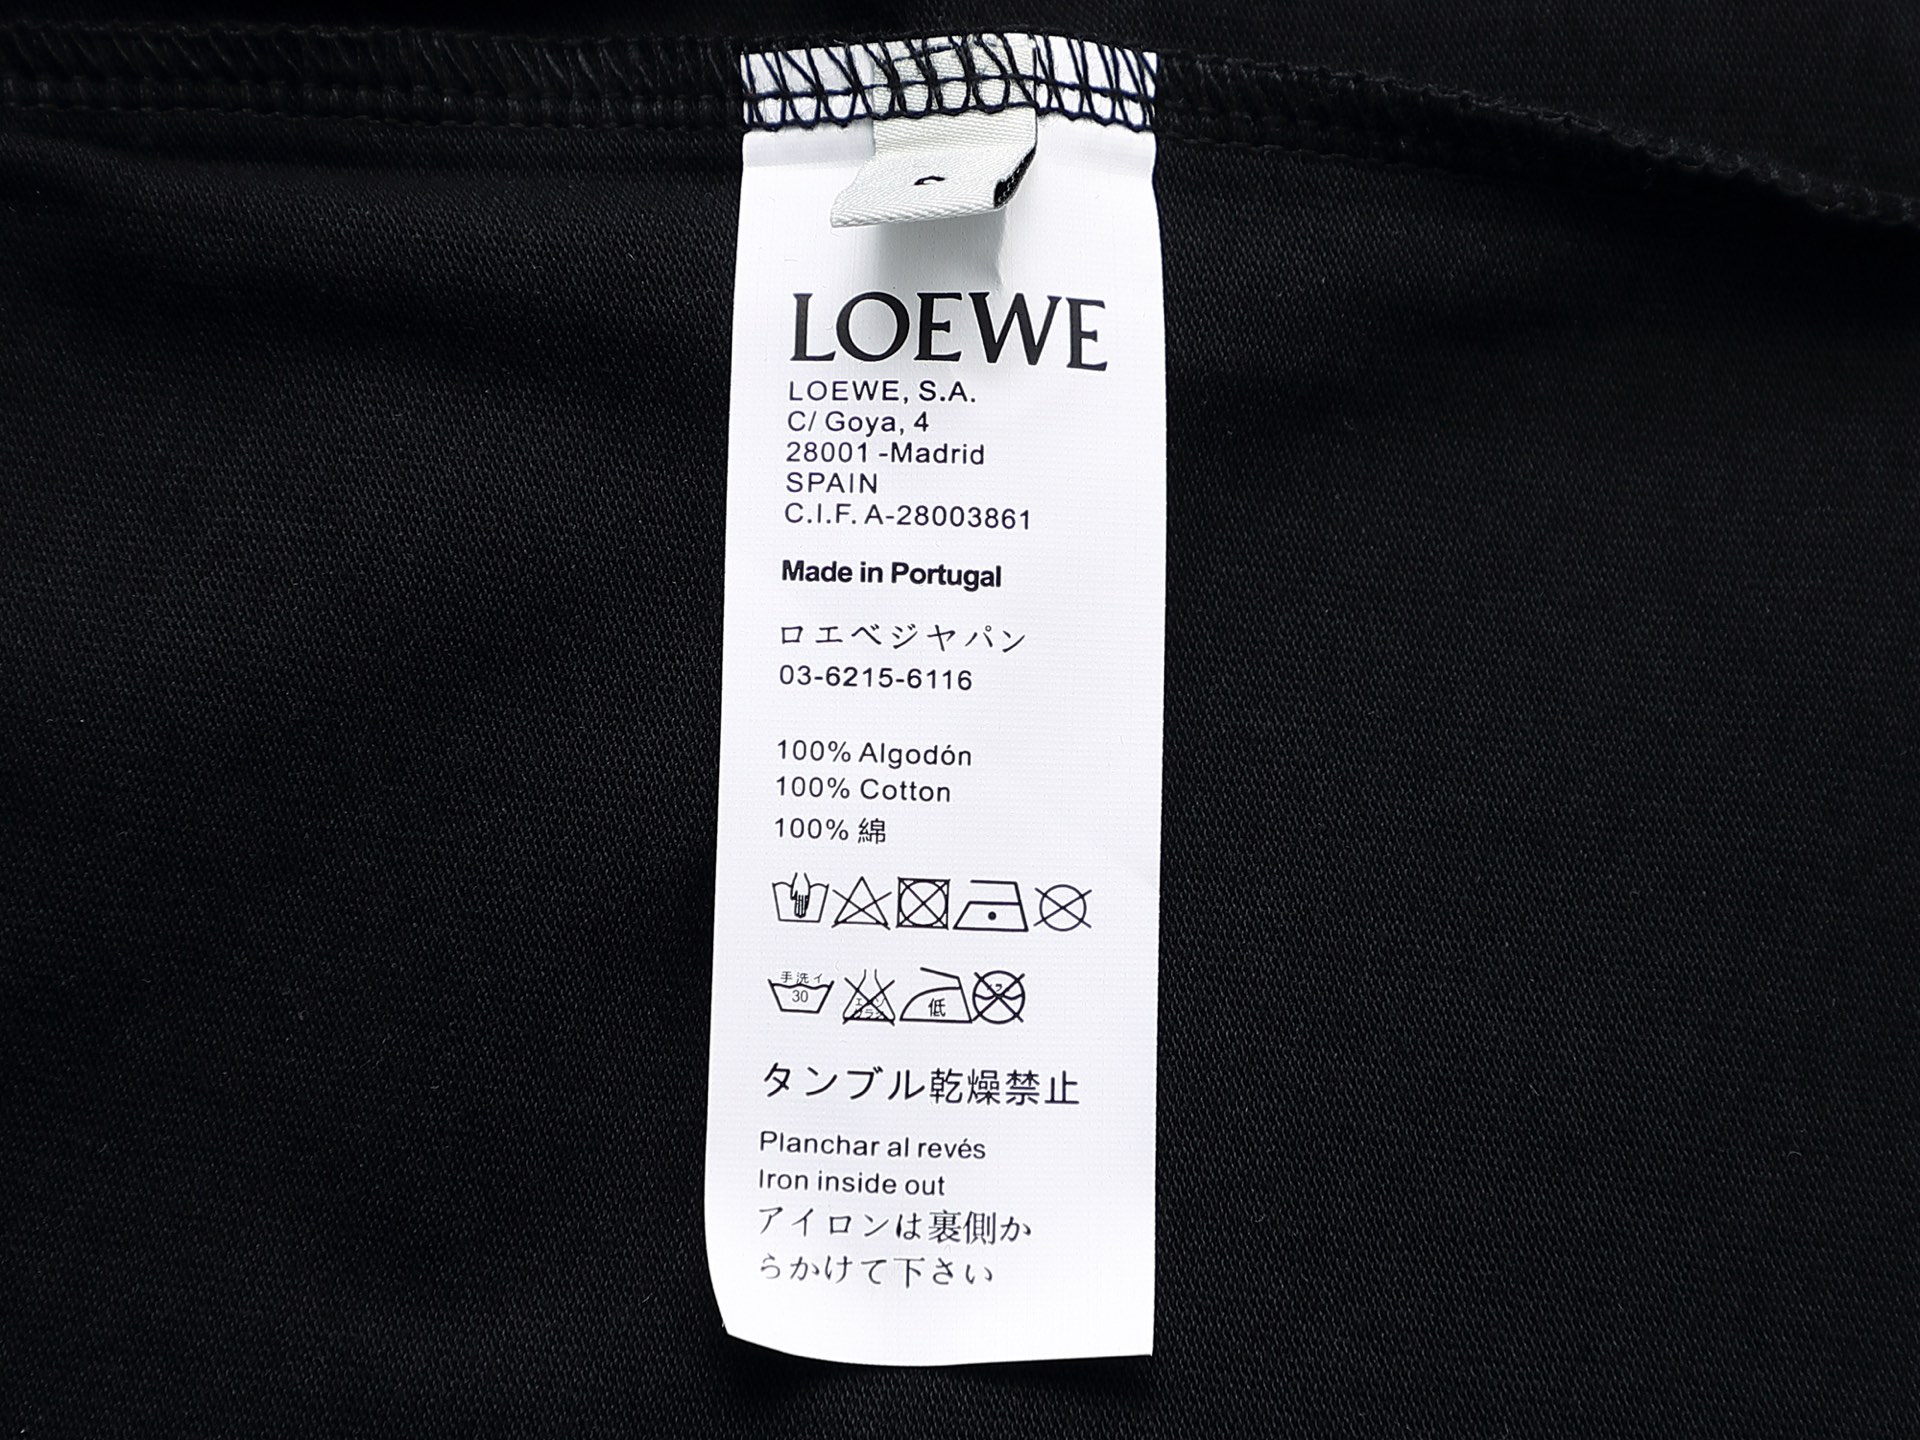 LOEWE
LOEWE, S.A.
C/ Goya, 4
28001 -Madrid
SPAIN
C.I.F. A-28003861
Made in Portugal
ロエベジヤパン
03-6215-6116
100% Algodón
100% Cotton
100% 綿
手洗イ
30
低
タンブル乾燥禁止
Planchar al revés
Iron inside out
アイロンは裏側か
らかけて下さい